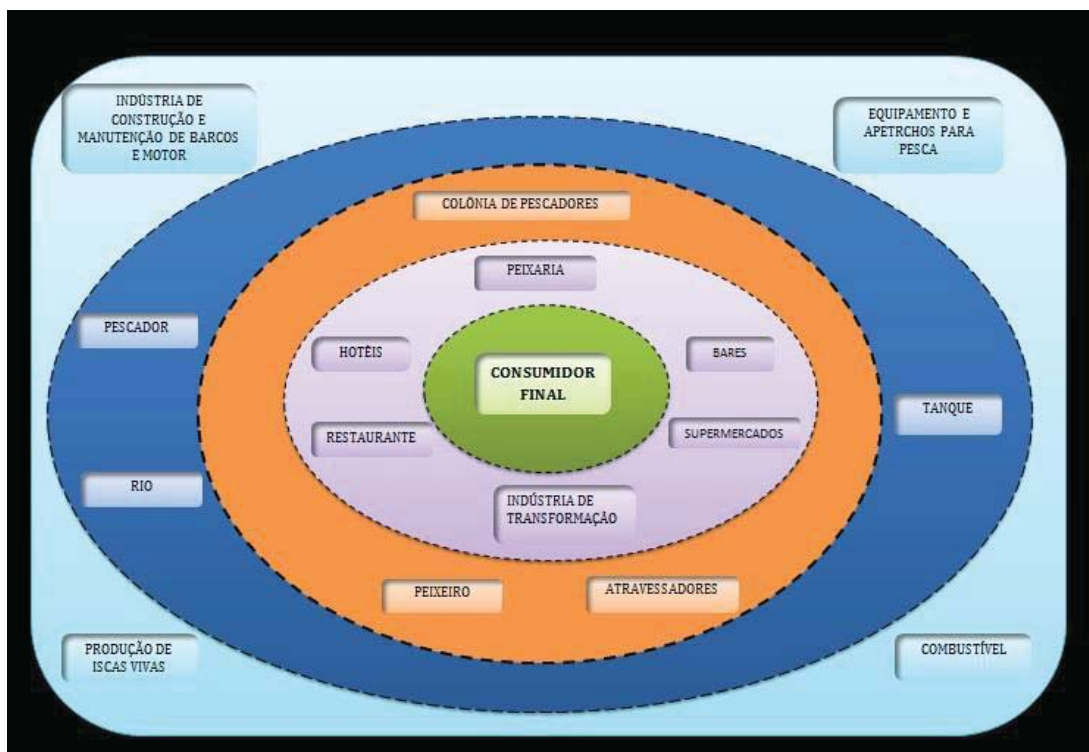 INDÚSTRIA DE
CONSTRUÇÃO E
MANUTENÇÃO DE BARCOS
E MOTOR
EQUIPAMENTO E
APETRCHOS PARA
PESCA
COLÔNIA DE PESCADORES
PEIXARIA
PESCADOR
HOTÉIS
BARES
CONSUMIDOR
FINAL
TANQUE
RESTAURANTE
SUPERMERCADOS
RIO
INDÚSTRIA DE
TRANSFORMAÇÃO
PEIXEIRO
ATRAVESSADORES
PRODUÇÃO DE
ISCAS VIVAS
COMBUSTÍVEL